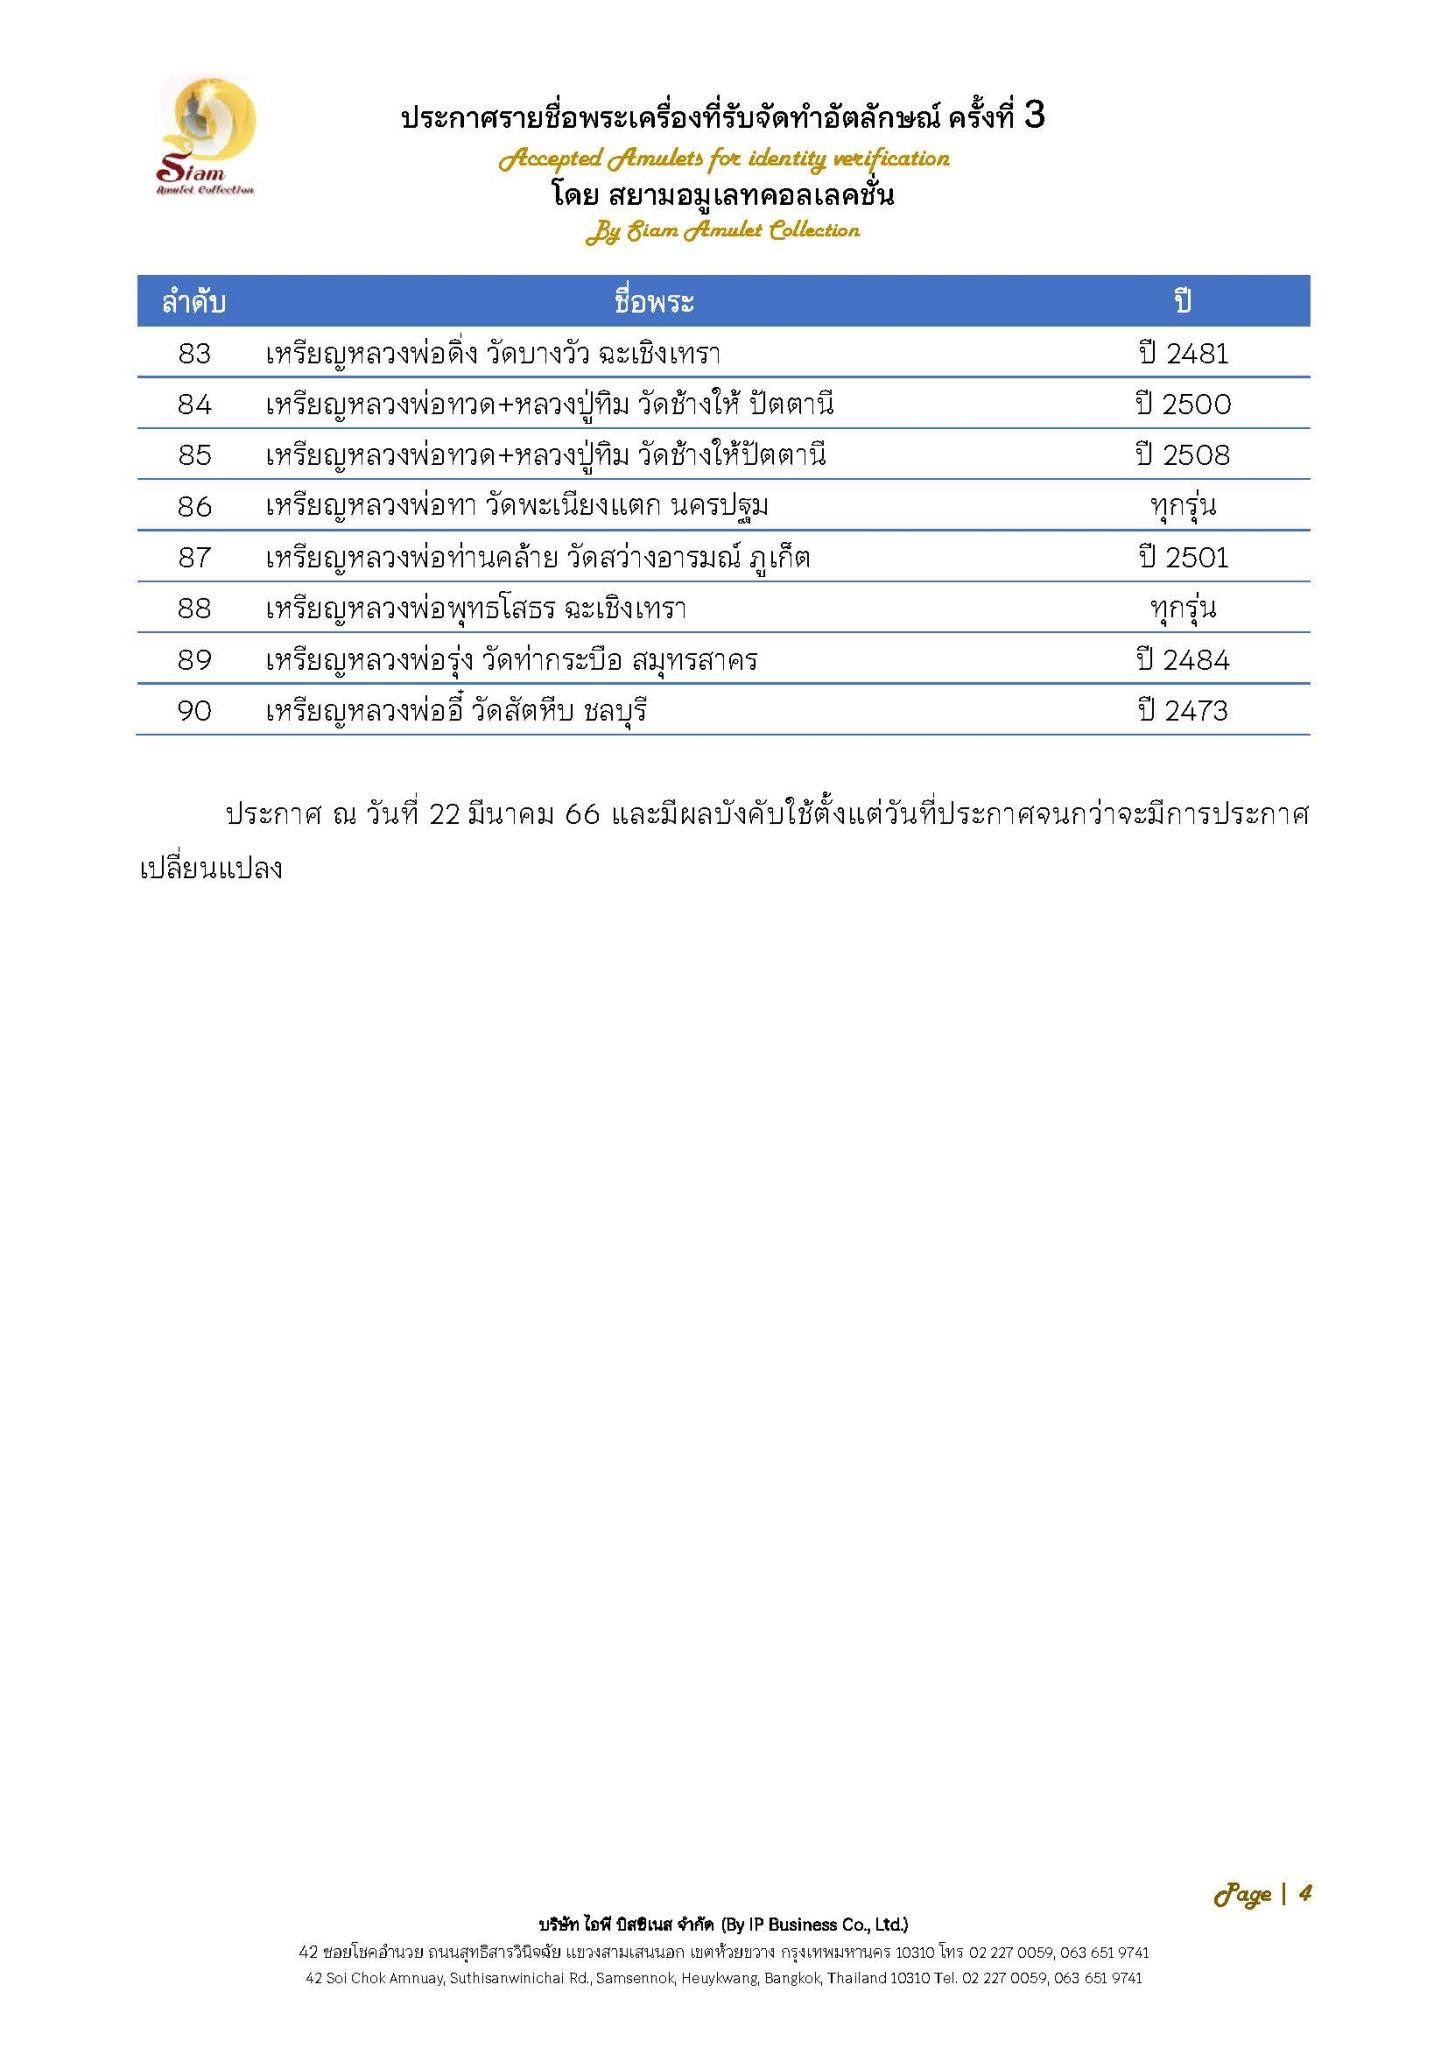 Siam
Amulet Collection
ประกาศรายชื่อพระเครื่องที่รับจัดทำอัตลักษณ์ ครั้งที่ 3
Accepted Amulets for identity verification
โดย สยามอมูเลทคอลเลคชั่น
By Siam Amulet Collection
ลำดับ ชื่อพระ ปี
83 เหรียญหลวงพ่อดิ่ง วัดบางวัว ฉะเชิงเทรา ปี 2481
84 เหรียญหลวงพ่อทวด+หลวงปู่ทิม วัดช้างให้ ปัตตานี ปี 2500
85 เหรียญหลวงพ่อทวด+หลวงปู่ทิม วัดช้างให้ปัตตานี ปี 2508
86 เหรียญหลวงพ่อทา วัดพะเนียงแตก นครปฐม ทุกรุ่น
87 เหรียญหลวงพ่อท่านคล้าย วัดสว่างอารมณ์ ภูเก็ต ปี 2501
88 เหรียญหลวงพ่อพุทธโสธร ฉะเชิงเทรา ทุกรุ่น
89 เหรียญหลวงพ่อรุ่ง วัดท่ากระบือ สมุทรสาคร ปี 2484
90 เหรียญหลวงพ่ออี๋ วัดสัตหีบ ชลบุรี ปี 2473
ประกาศ ณ วันที่ 22 มีนาคม 66 และมีผลบังคับใช้ตั้งแต่วันที่ประกาศจนกว่าจะมีการประกาศ
เปลี่ยนแปลง
Page | 4
บริษัท ไอพี บิสซิเนส จำกัด (By IP Business Co., Ltd.)
42 ซอยโชคอำนวย ถนนสุทธิสารวินิจฉัย แขวงสามเสนนอก เขตห้วยขวาง กรุงเทพมหานคร 10310 โทร 02 227 0059, 063 651 9741
42 Soi Chok Amnuay, Suthisanwinichai Rd., Samsennok, Heuykwang, Bangkok, Thailand 10310 Tel. 02 227 0059, 063 651 9741